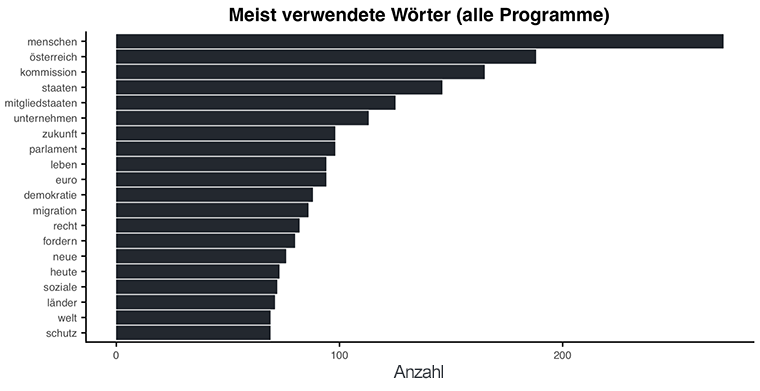 Meist verwendete Wörter (alle Programme)
menschen
österreich
kommission
staaten
mitgliedstaaten
unternehmen
zukunft
parlament
leben
euro
demokratie
migration
recht
fordern
neue
heute
soziale
länder
welt
schutz
0 100 200
Anzahl